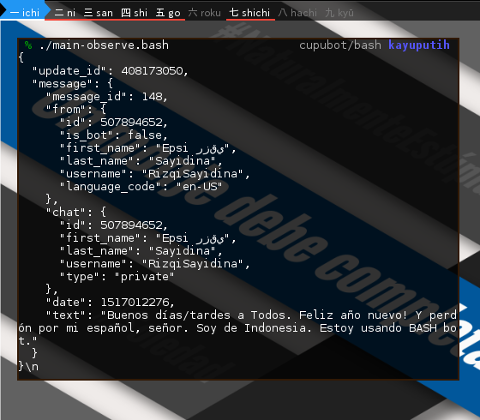 一 ichi 二 ni 三 san 四 shi 五 go 六 roku 七 shichi 八 hachi 九 kyû
% ./main-observe.bash cupubot/bash kayuputih
{
"update_id": 408173050,
"message": {
"message_id": 148,
"from": {
"id": 507894652,
"is_bot": false,
"first_name": "Epsi رزقي",
"last_name": "Sayidina",
"username": "RizqiSayidina",
"language_code": "en-US"
},
"chat": {
"id": 507894652,
"first_name": "Epsi رزقي",
"last_name": "Sayidina",
"username": "RizqiSayidina",
"type": "private"
},
"date": 1517012276,
"text": "Buenos días/tardes a Todos. Feliz año nuevo! Y perd
ón por mi español, señor. Soy de Indonesia. Estoy usando BASH bo
t."
}
}\n
debe